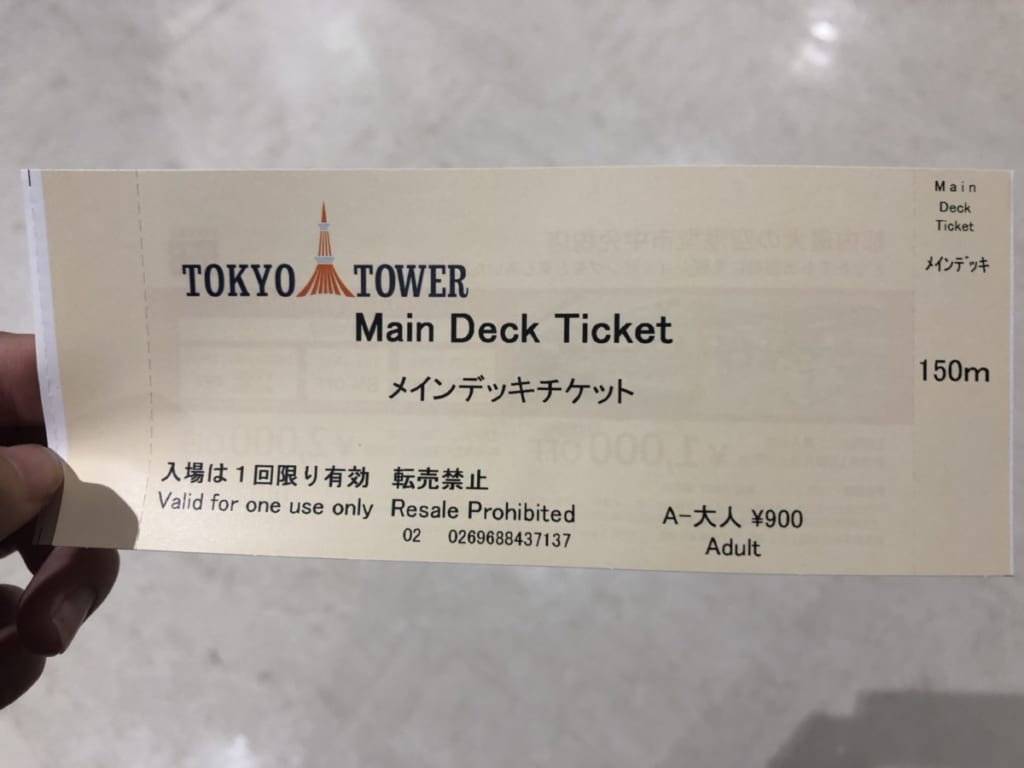 TOKYO TOWER
Main Deck Ticket
メインデッキチケット
入場は1回限り有効 転売禁止
Valid for one use only Resale Prohibited
02 0269688437137
A-大人 ¥900
Adult
Main
Deck
Ticket
メインデッキ
150m